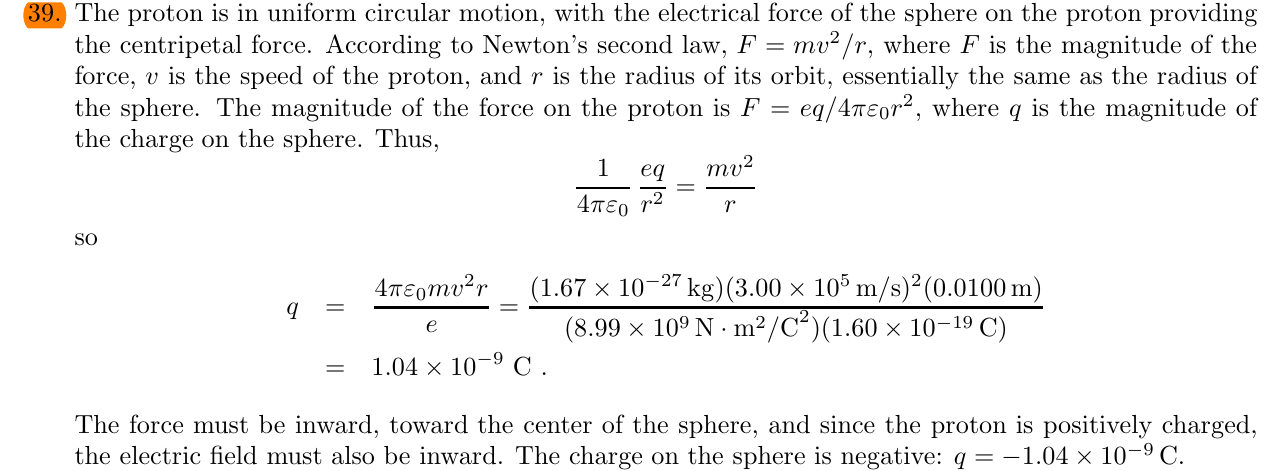 39. The proton is in uniform circular motion, with the electrical force of the sphere on the proton providing
the centripetal force. According to Newton's second law, F = mv²/r, where F is the magnitude of the
force, v is the speed of the proton, and r is the radius of its orbit, essentially the same as the radius of
the sphere. The magnitude of the force on the proton is F = eq/4πε₀r², where q is the magnitude of
the charge on the sphere. Thus,
1/4πε₀ eq/r² = mv²/r
so
q = 4πε₀mv²r/e = (1.67 × 10⁻²⁷ kg)(3.00 × 10⁵ m/s)²(0.0100 m)/(8.99 × 10⁹ N · m²/C²)(1.60 × 10⁻¹⁹ C)
= 1.04 × 10⁻⁹ C .
The force must be inward, toward the center of the sphere, and since the proton is positively charged,
the electric field must also be inward. The charge on the sphere is negative: q = −1.04 × 10⁻⁹ C.